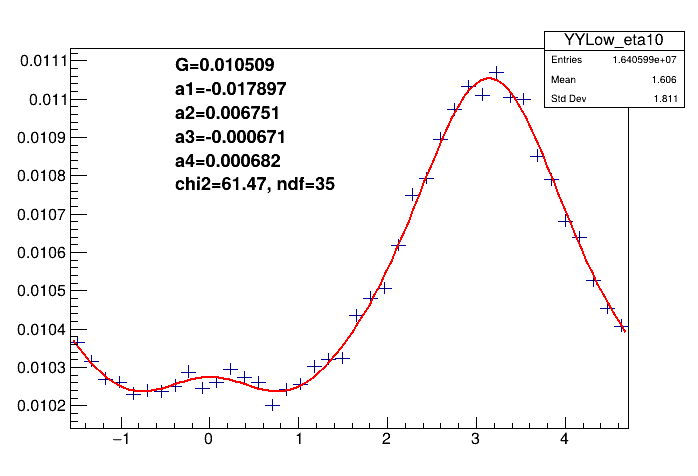 YYLow_eta10
Entries 1.640599e+07
Mean 1.606
Std Dev 1.811
G=0.010509
a1=-0.017897
a2=0.006751
a3=-0.000671
a4=0.000682
chi2=61.47, ndf=35
0.0111
0.011
0.0109
0.0108
0.0107
0.0106
0.0105
0.0104
0.0103
0.0102
−1 0 1 2 3 4